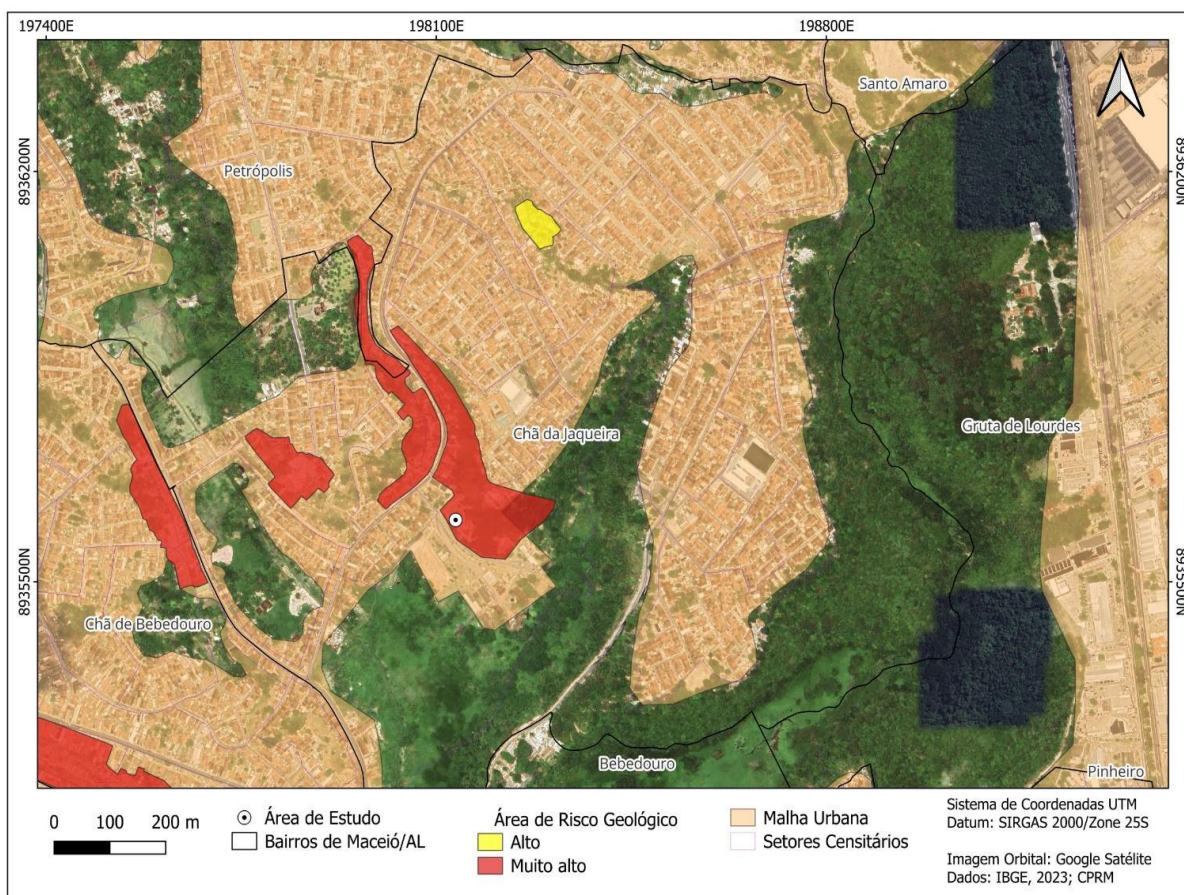 197400E
198100E
198800E
Santo Amaro
8936200N
Petrópolis
8936200N
Chã da Jaqueira
Gruta de Lourdes
8935500N
8935500N
Chã de Bebedouro
Bebedouro
Pinheiro
0 100 200 m
Área de Estudo
Bairros de Maceió/AL
Área de Risco Geológico
Alto
Muito alto
Malha Urbana
Setores Censitários
Sistema de Coordenadas UTM
Datum: SIRGAS 2000/Zone 25S
Imagem Orbital: Google Satélite
Dados: IBGE, 2023; CPRM